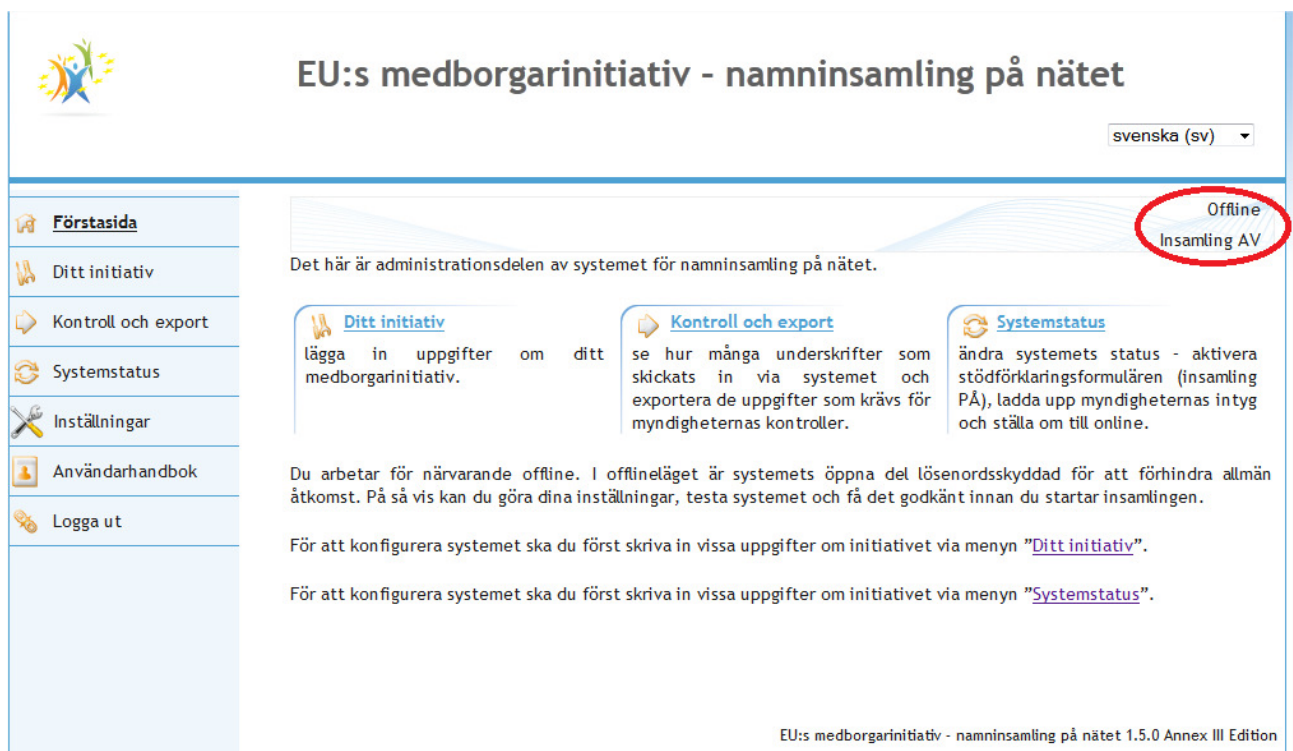 EU:s medborgarinitiativ - namninsamling på nätet
svenska (sv)
Förstasida
Ditt initiativ
Kontroll och export
Systemstatus
Inställningar
Användarhandbok
Logga ut
Offline
Insamling AV
Det här är administrationsdelen av systemet för namninsamling på nätet.
Ditt initiativ
lägga in uppgifter om ditt
medborgarinitiativ.
Kontroll och export
se hur många underskrifter som
skickats in via systemet och
exportera de uppgifter som krävs för
myndigheternas kontroller.
Systemstatus
ändra systemets status - aktivera
stödförklaringsformulären (insamling
PÅ), ladda upp myndigheternas intyg
och ställa om till online.
Du arbetar för närvarande offline. I offlineläget är systemets öppna del lösenordsskyddad för att förhindra allmän
åtkomst. På så vis kan du göra dina inställningar, testa systemet och få det godkänt innan du startar insamlingen.
För att konfigurera systemet ska du först skriva in vissa uppgifter om initiativet via menyn ”Ditt initiativ”.
För att konfigurera systemet ska du först skriva in vissa uppgifter om initiativet via menyn ”Systemstatus”.
EU:s medborgarinitiativ - namninsamling på nätet 1.5.0 Annex III Edition